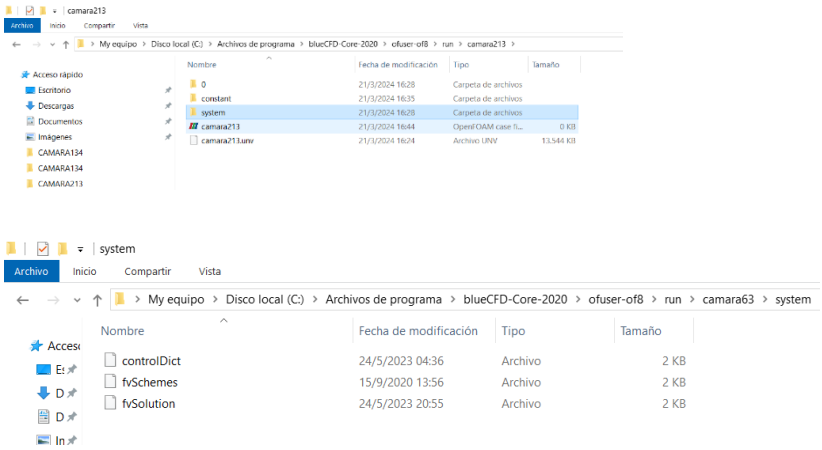 camara213
Archivo Inicio Compartir Vista
My equipo > Disco local (C:) > Archivos de programa > blueCFD-Core-2020 > ofuser-of8 > run > camara213 >
Nombre Fecha de modificación Tipo Tamaño
Acceso rápido
0 21/3/2024 16:28 Carpeta de archivos
Escritorio
constant 21/3/2024 16:35 Carpeta de archivos
Descargas
system 21/3/2024 16:28 Carpeta de archivos
Documentos
camara213 21/3/2024 16:44 OpenFOAM case fi... 0 KB
Imágenes
camara213.unv 21/3/2024 16:24 Archivo UNV 13.544 KB
CAMARA134
CAMARA134
CAMARA213
system
Archivo Inicio Compartir Vista
My equipo > Disco local (C:) > Archivos de programa > blueCFD-Core-2020 > ofuser-of8 > run > camara63 > system
Nombre Fecha de modificación Tipo Tamaño
Acces
controlDict 24/5/2023 04:36 Archivo 2 KB
Es
fvSchemes 15/9/2020 13:56 Archivo 2 KB
D
fvSolution 24/5/2023 20:55 Archivo 2 KB
D
In